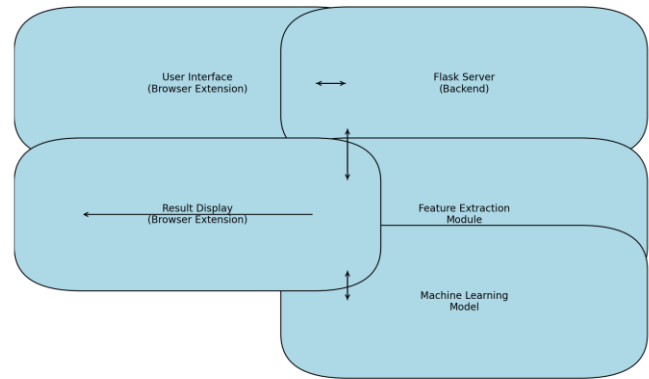 User Interface
(Browser Extension)
Flask Server
(Backend)
Result Display
(Browser Extension)
Feature Extraction
Module
Machine Learning
Model